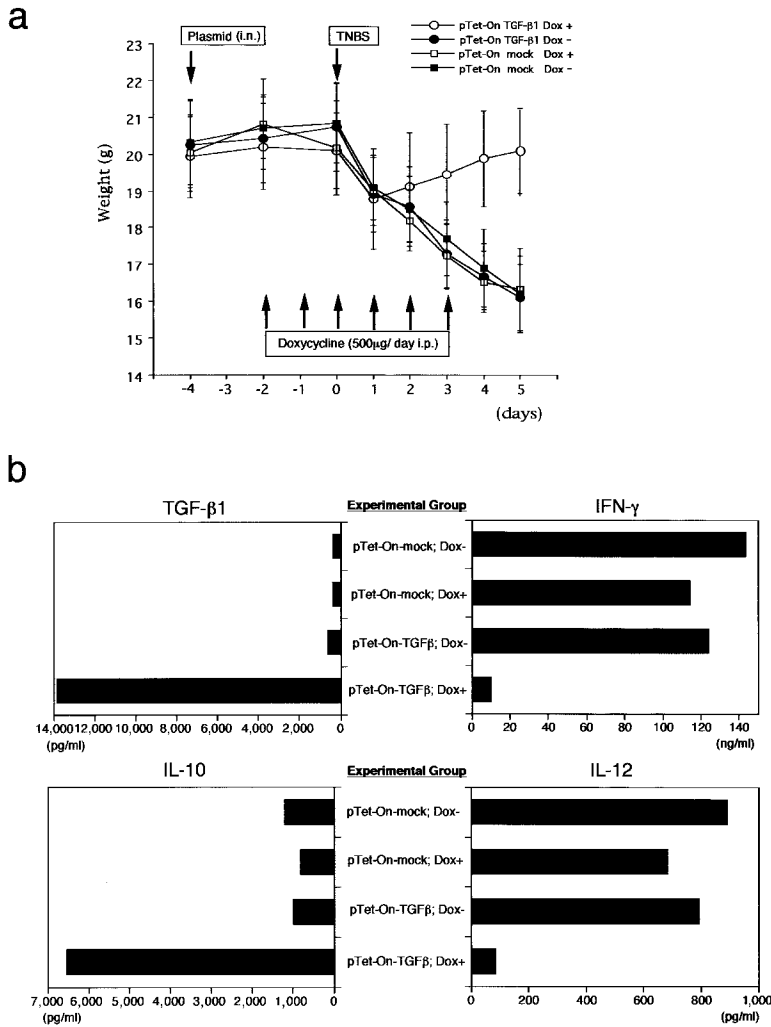 a
Plasmid (i.n.)
TNBS
pTet-On TGF-β1 Dox +
pTet-On TGF-β1 Dox -
pTet-On mock Dox +
pTet-On mock Dox -
Weight (g)
21
20
19
18
17
16
15
14
Doxycycline (500μg/ day i.p.)
-4 -3 -2 -1 0 1 2 3 4 5
(days)
b
TGF-β1 Experimental Group IFN-γ
pTet-On-mock; Dox-
pTet-On-mock; Dox+
pTet-On-TGFβ; Dox-
pTet-On-TGFβ; Dox+
14,000 12,000 10,000 8,000 6,000 4,000 2,000 0
(pg/ml)
0 20 40 60 80 100 120 140
(ng/ml)
IL-10 Experimental Group IL-12
pTet-On-mock; Dox-
pTet-On-mock; Dox+
pTet-On-TGFβ; Dox-
pTet-On-TGFβ; Dox+
7,000 6,000 5,000 4,000 3,000 2,000 1,000 0
(pg/ml)
0 200 400 600 800 1,000
(pg/ml)